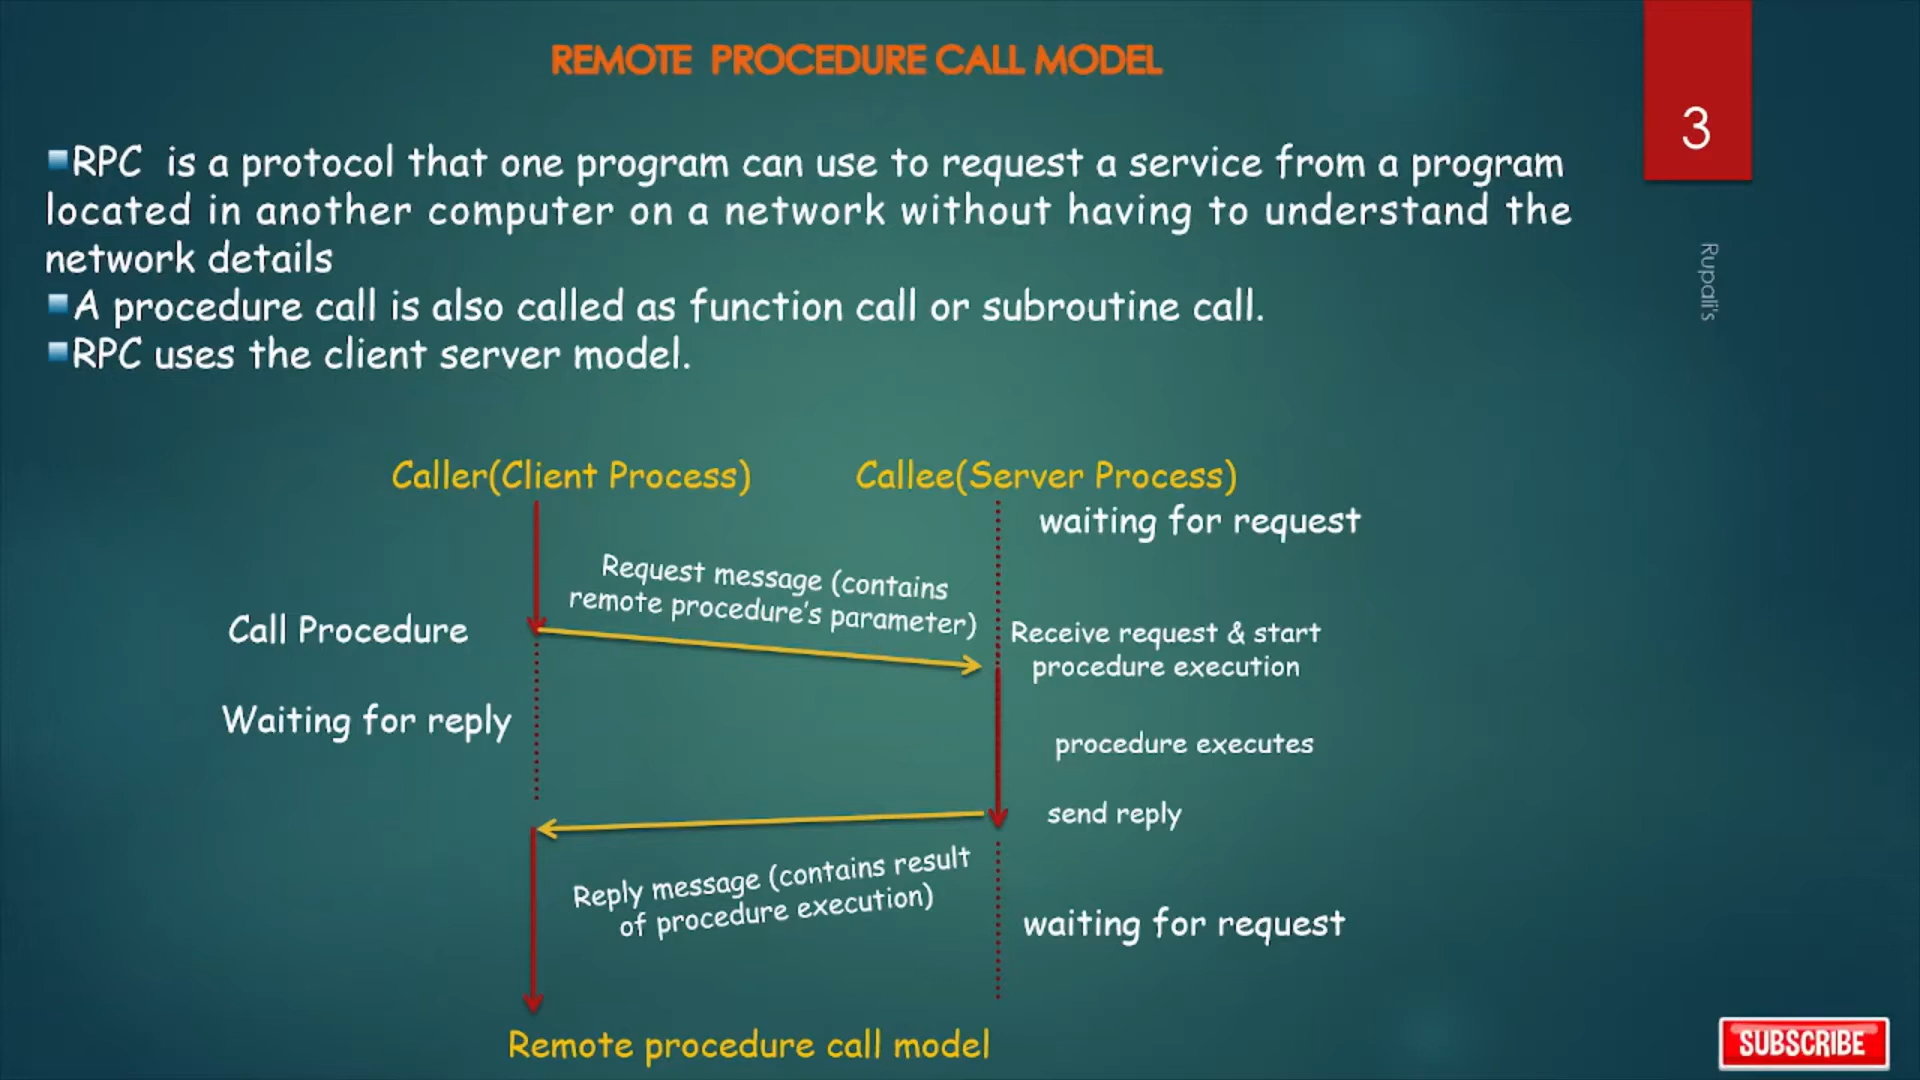 REMOTE PROCEDURE CALL MODEL
3
RPC is a protocol that one program can use to request a service from a program
located in another computer on a network without having to understand the
network details
A procedure call is also called as function call or subroutine call.
RPC uses the client server model.
Rupali's
Caller(Client Process)
Callee(Server Process)
waiting for request
Request message (contains
remote procedure's parameter)
Call Procedure
Receive request & start
procedure execution
Waiting for reply
procedure executes
send reply
Reply message (contains result
of procedure execution)
waiting for request
Remote procedure call model
SUBSCRIBE